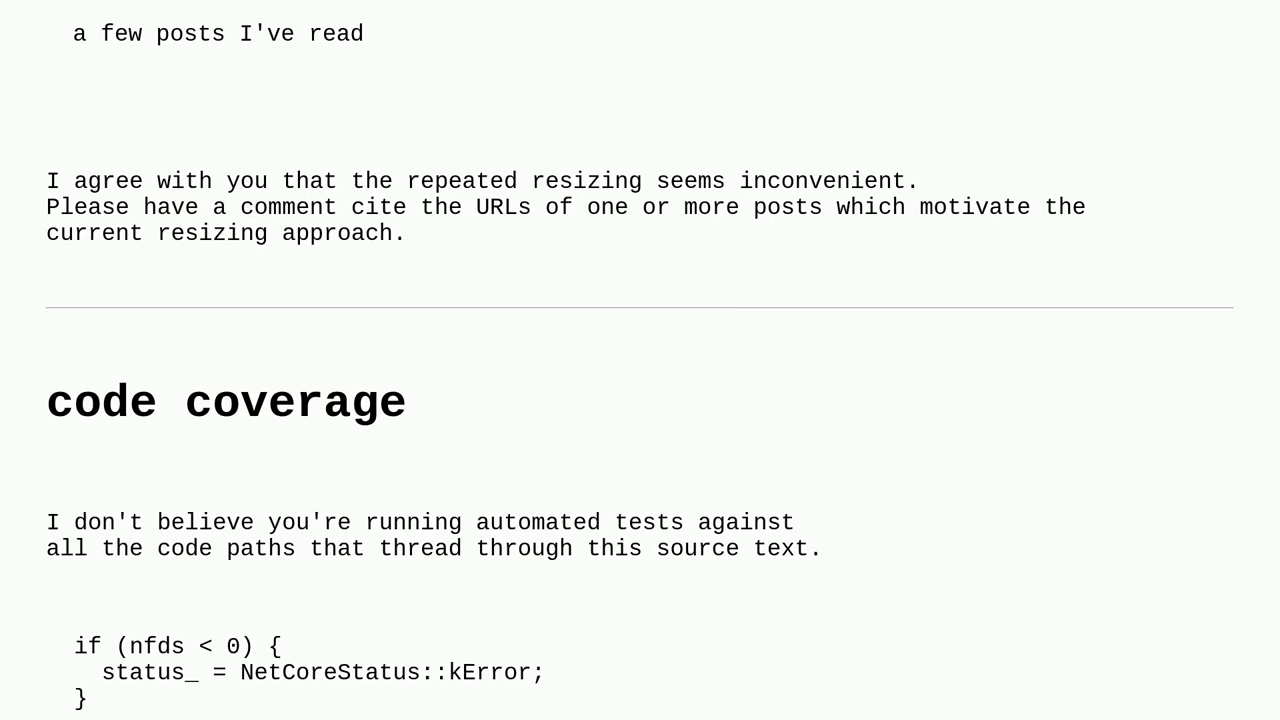 a few posts I've read
I agree with you that the repeated resizing seems inconvenient.
Please have a comment cite the URLs of one or more posts which motivate the
current resizing approach.
code coverage
I don't believe you're running automated tests against
all the code paths that thread through this source text.
if (nfds < 0) {
  status_ = NetCoreStatus::kError;
}